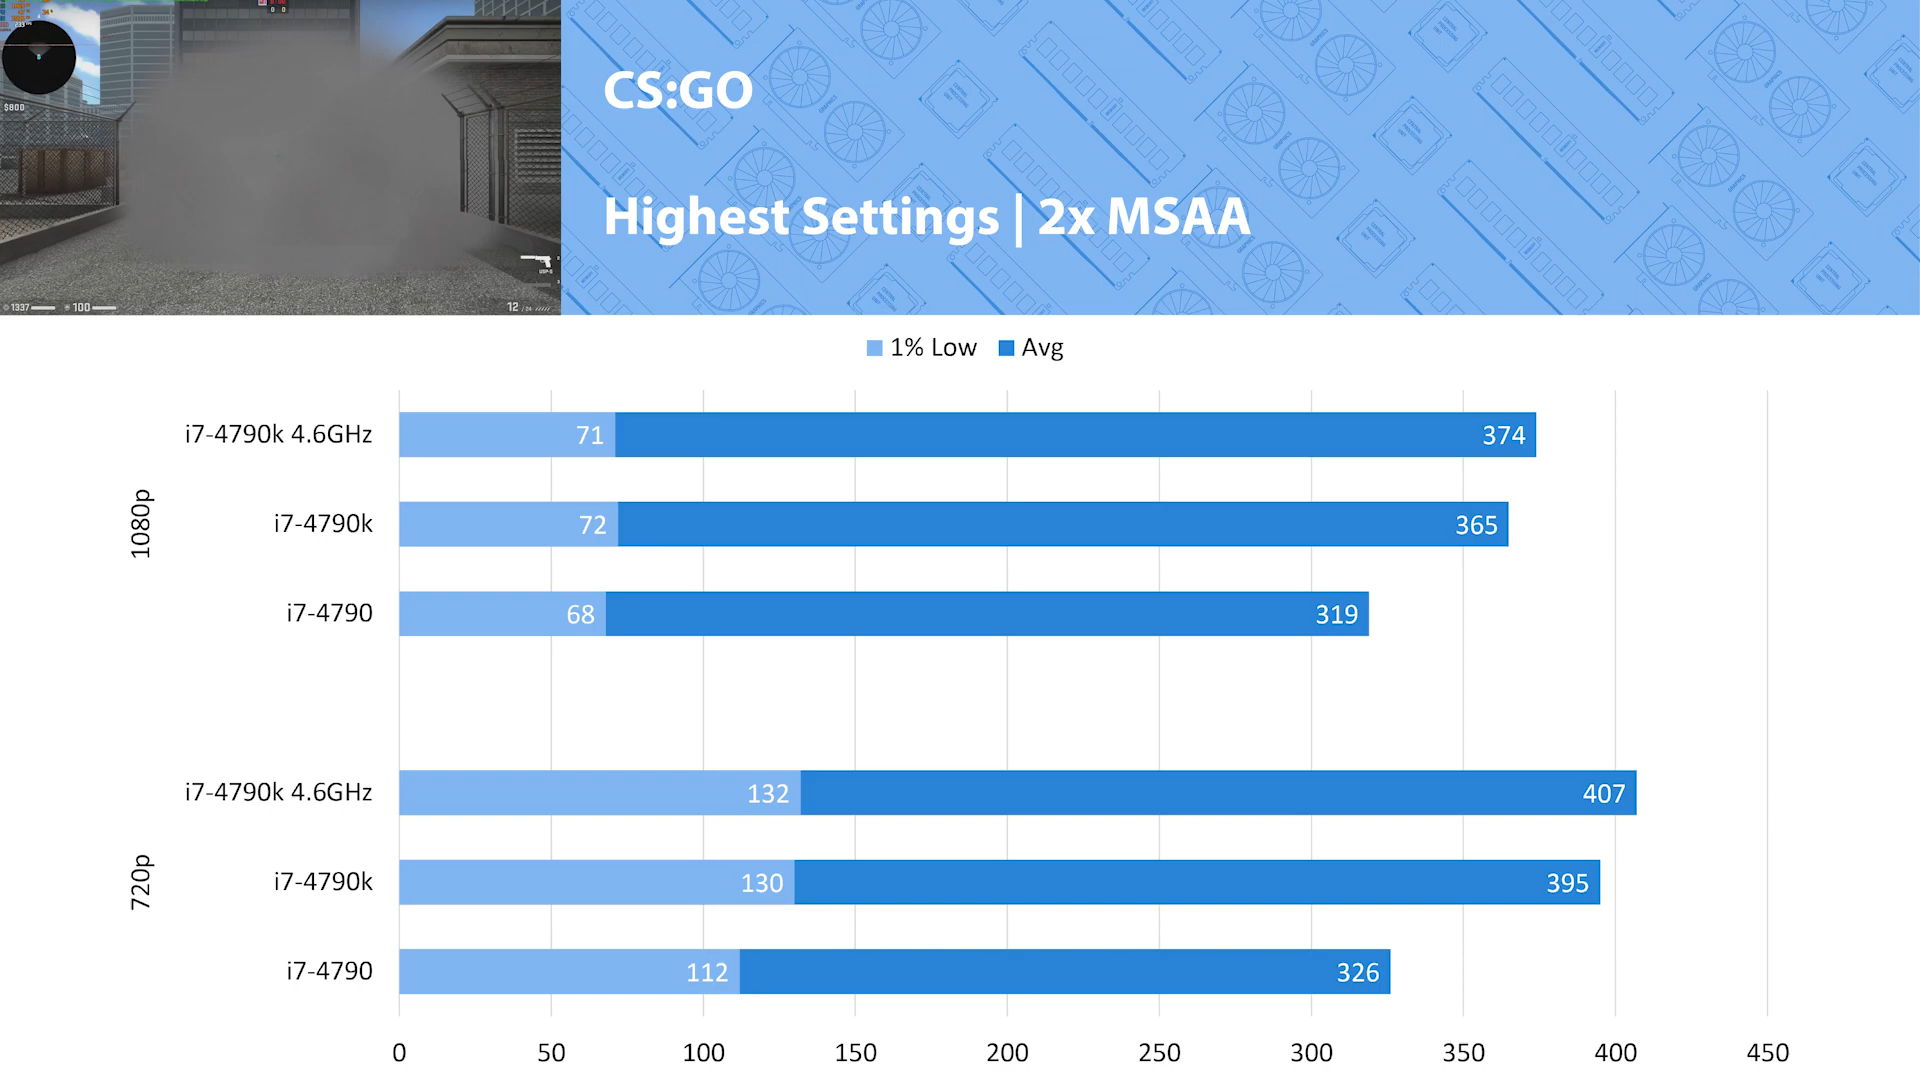 $800
1337
100
12
CS:GO
Highest Settings | 2x MSAA
1% Low Avg
1080p
i7-4790k 4.6GHz 71 374
i7-4790k 72 365
i7-4790 68 319
720p
i7-4790k 4.6GHz 132 407
i7-4790k 130 395
i7-4790 112 326
0 50 100 150 200 250 300 350 400 450